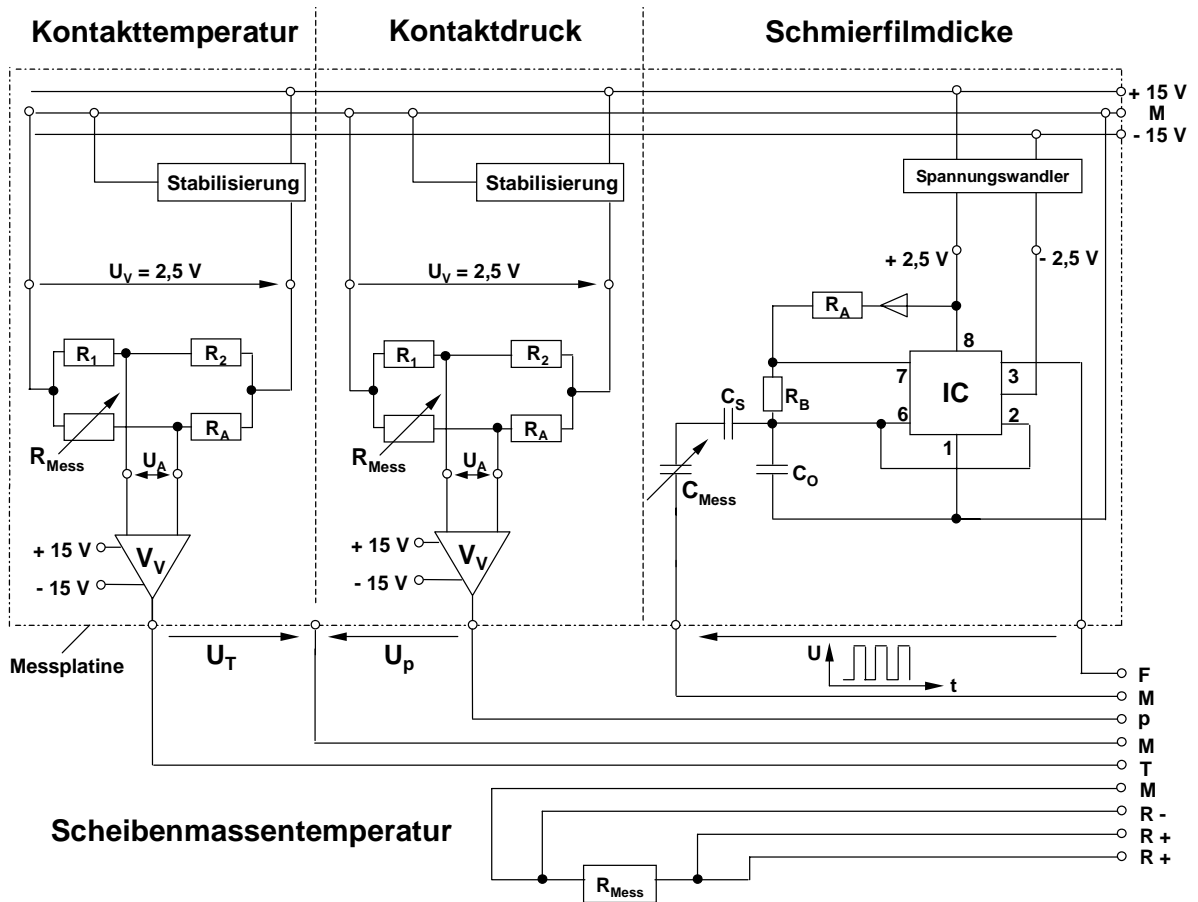 Kontakttemperatur
Kontaktdruck
Schmierfilmdicke
+ 15 V
M
- 15 V
Stabilisierung
Stabilisierung
Spannungswandler
U_V = 2,5 V
U_V = 2,5 V
+ 2,5 V
- 2,5 V
R_1
R_2
R_Mess
R_A
U_A
+ 15 V
- 15 V
V_V
R_1
R_2
R_Mess
R_A
U_A
+ 15 V
- 15 V
V_V
R_A
8
7
IC
3
R_B
6
2
C_S
1
C_Mess
C_O
Messplatine
U_T
U_p
U
t
F
M
p
M
T
M
R -
R +
R +
Scheibenmassentemperatur
R_Mess